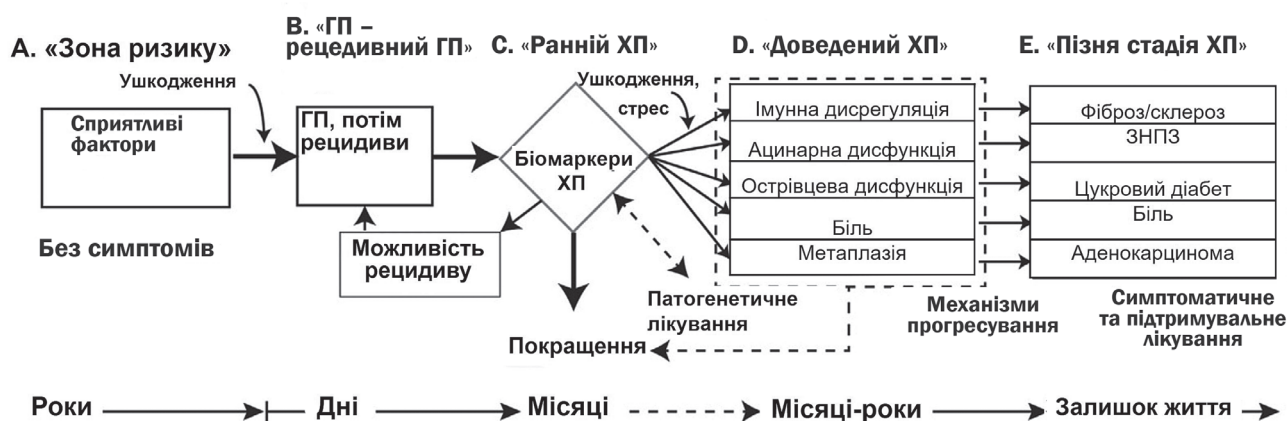 A. «Зона ризику»
B. «ГП –
рецедивний ГП»
C. «Ранній ХП»
D. «Доведений ХП»
E. «Пізня стадія ХП»
Ушкодження
Ушкодження,
стрес
Сприятливі
фактори
ГП, потім
рецидиви
Біомаркери
ХП
Імунна дисрегуляція
Ацинарна дисфункція
Острівцева дисфункція
Біль
Метаплазія
Фіброз/склероз
ЗНПЗ
Цукровий діабет
Біль
Аденокарцинома
Без симптомів
Можливість
рецидиву
Патогенетичне
лікування
Покращення
Механізми
прогресування
Симптоматичне
та підтримувальне
лікування
Роки
Дні
Місяці
Місяці-роки
Залишок життя